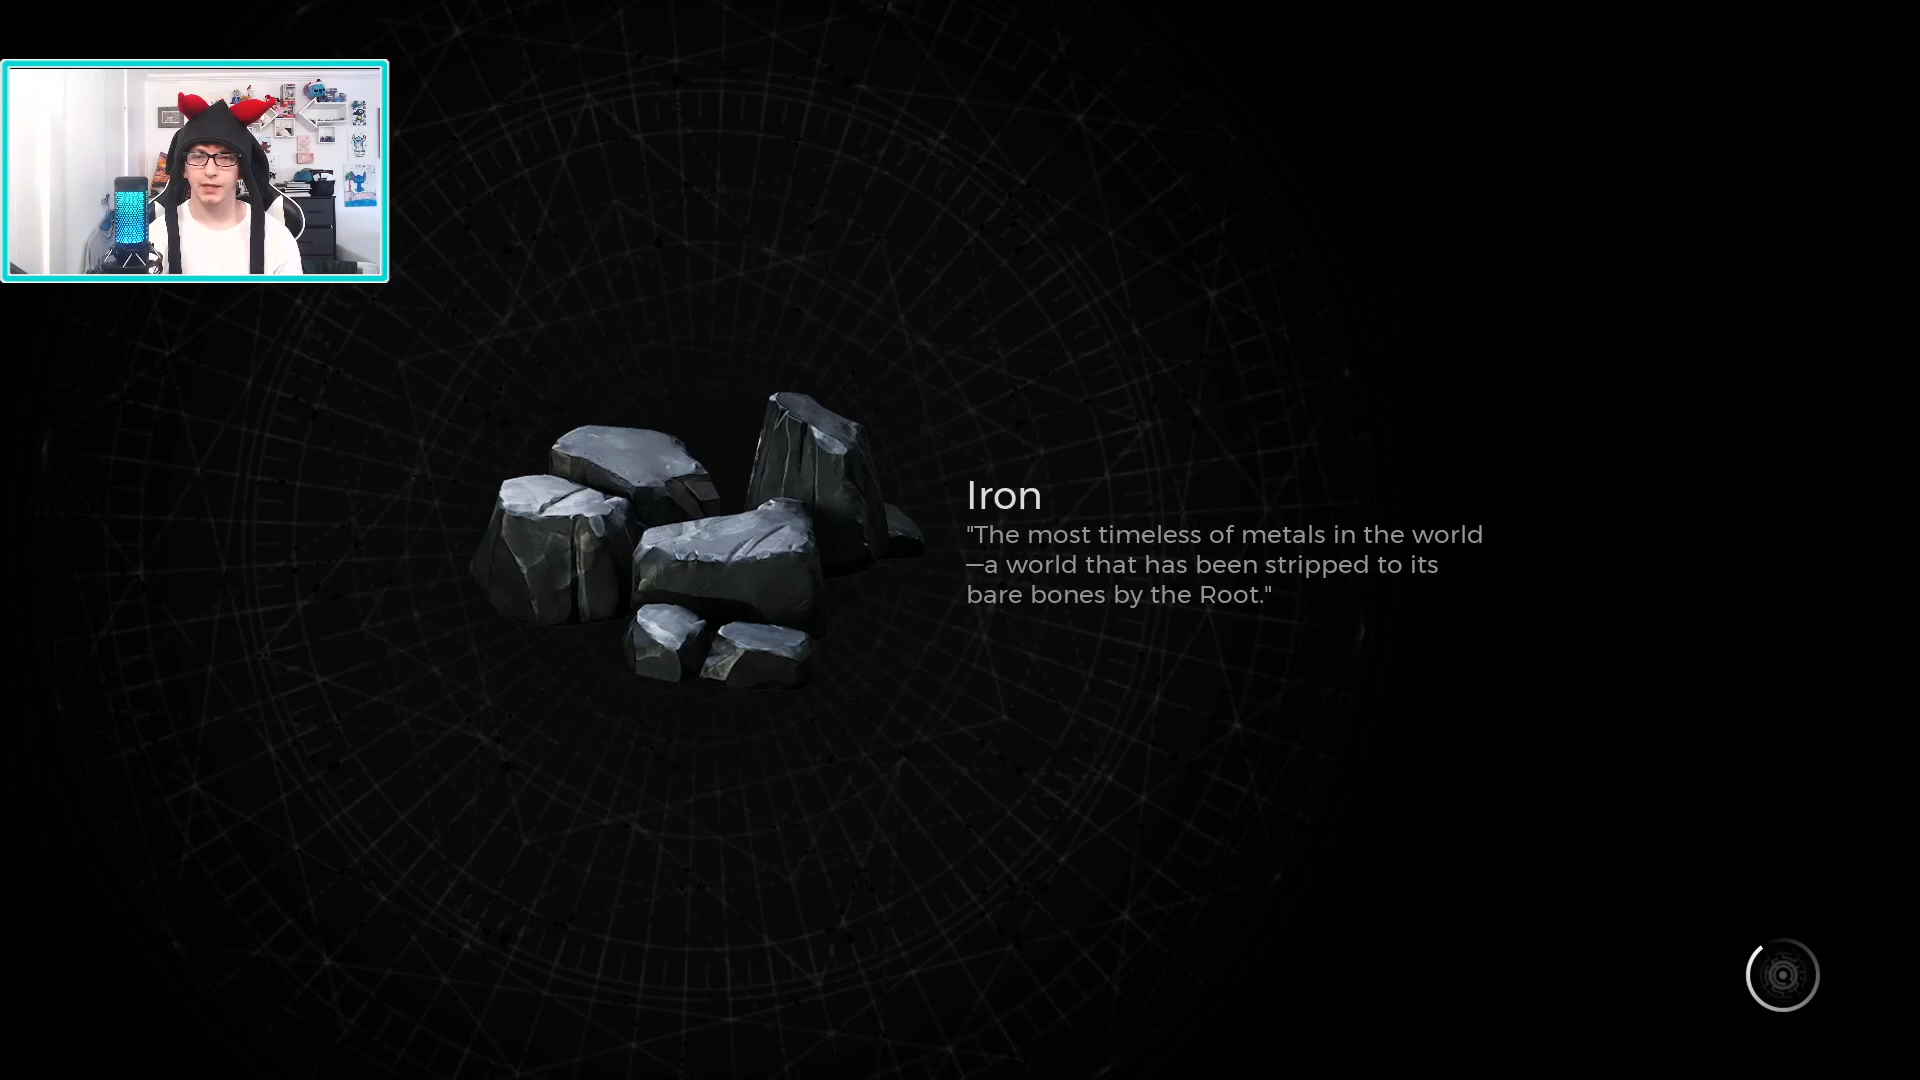 Iron
"The most timeless of metals in the world
—a world that has been stripped to its
bare bones by the Root."